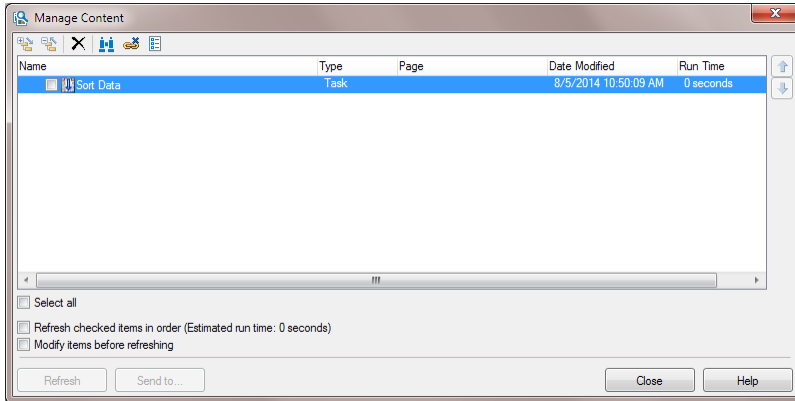 Manage Content
Name Type Page Date Modified Run Time
Sort Data Task 8/5/2014 10:50:09 AM 0 seconds
Select all
Refresh checked items in order (Estimated run time: 0 seconds)
Modify items before refreshing
Refresh Send to... Close Help